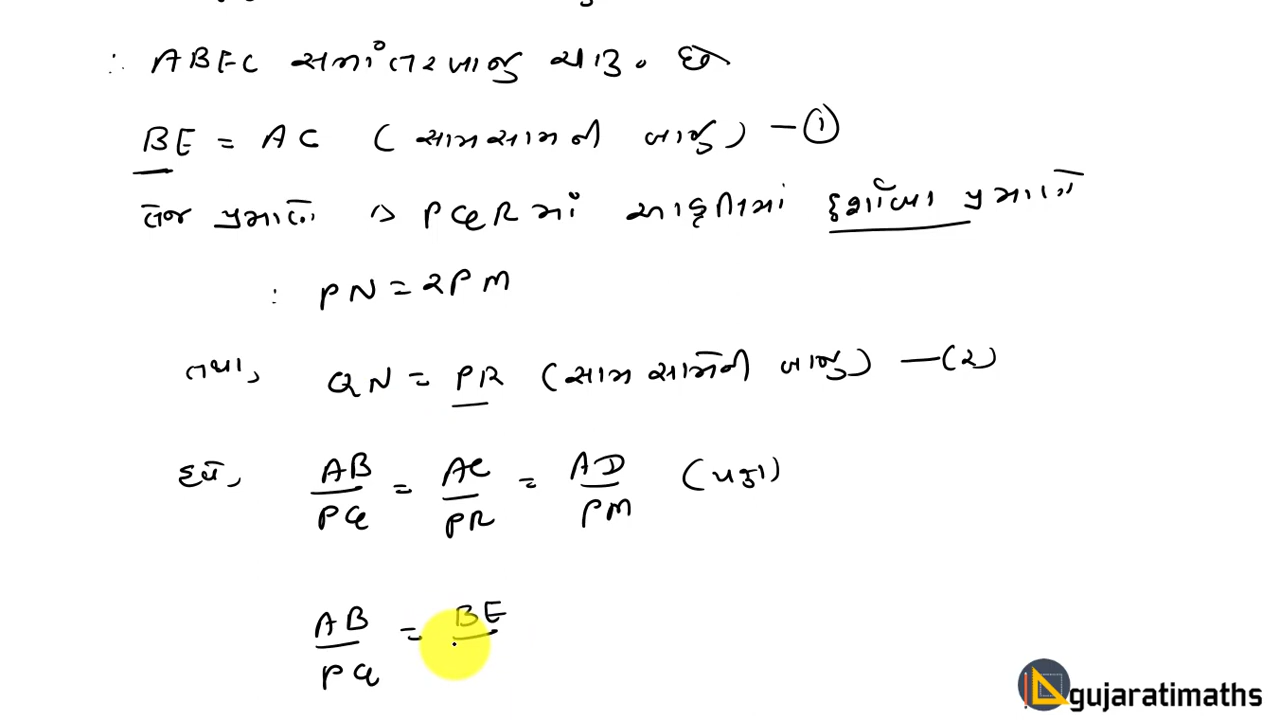 ∴ ABEC સમાંતરબાજુ ચતુ. છે
BE = AC (સામસામેની બાજુ) — ①
તેજ પ્રમાણે △ PQR માં આકૃતિમાં દર્શાવ્યા પ્રમાણે
∴ PN = 2PM
તથા, QN = PR (સામ સામેની બાજુ) — (2)
હવે, AB/PQ = AC/PR = AD/PM (પક્ષ)
AB/PQ = BE
gujaratimaths